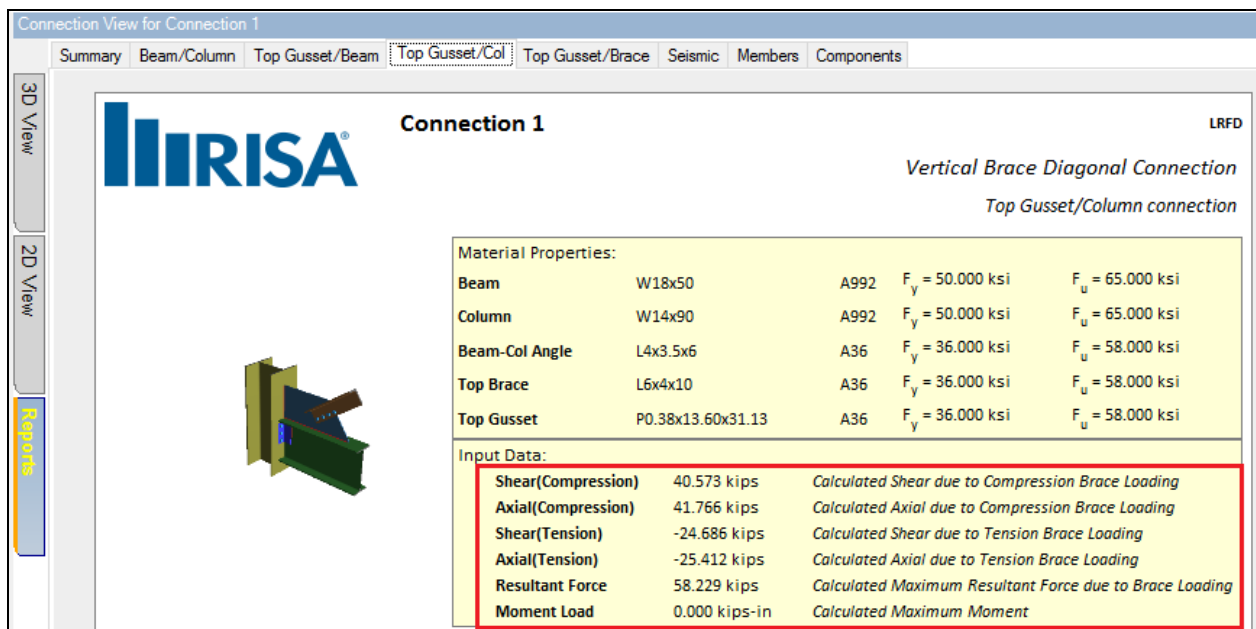 Connection View for Connection 1
Summary Beam/Column Top Gusset/Beam Top Gusset/Col Top Gusset/Brace Seismic Members Components
3D View
2D View
Reports
RISA®
Connection 1
LRFD
Vertical Brace Diagonal Connection
Top Gusset/Column connection
Material Properties:
Beam W18x50 A992 Fy = 50.000 ksi Fu = 65.000 ksi
Column W14x90 A992 Fy = 50.000 ksi Fu = 65.000 ksi
Beam-Col Angle L4x3.5x6 A36 Fy = 36.000 ksi Fu = 58.000 ksi
Top Brace L6x4x10 A36 Fy = 36.000 ksi Fu = 58.000 ksi
Top Gusset P0.38x13.60x31.13 A36 Fy = 36.000 ksi Fu = 58.000 ksi
Input Data:
Shear(Compression) 40.573 kips Calculated Shear due to Compression Brace Loading
Axial(Compression) 41.766 kips Calculated Axial due to Compression Brace Loading
Shear(Tension) -24.686 kips Calculated Shear due to Tension Brace Loading
Axial(Tension) -25.412 kips Calculated Axial due to Tension Brace Loading
Resultant Force 58.229 kips Calculated Maximum Resultant Force due to Brace Loading
Moment Load 0.000 kips-in Calculated Maximum Moment